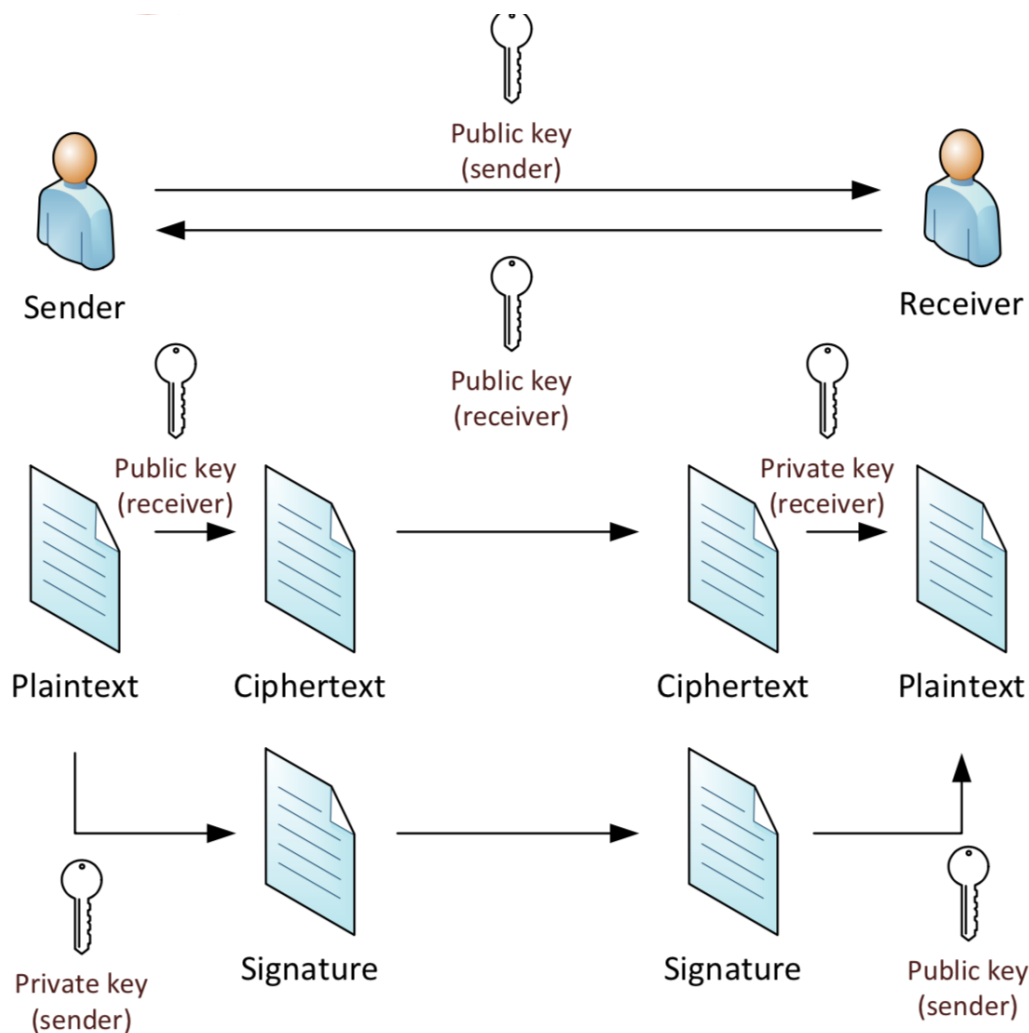 Public key
(sender)
Sender
Receiver
Public key
(receiver)
Public key
(receiver)
Private key
(receiver)
Plaintext
Ciphertext
Ciphertext
Plaintext
Signature
Signature
Private key
(sender)
Public key
(sender)